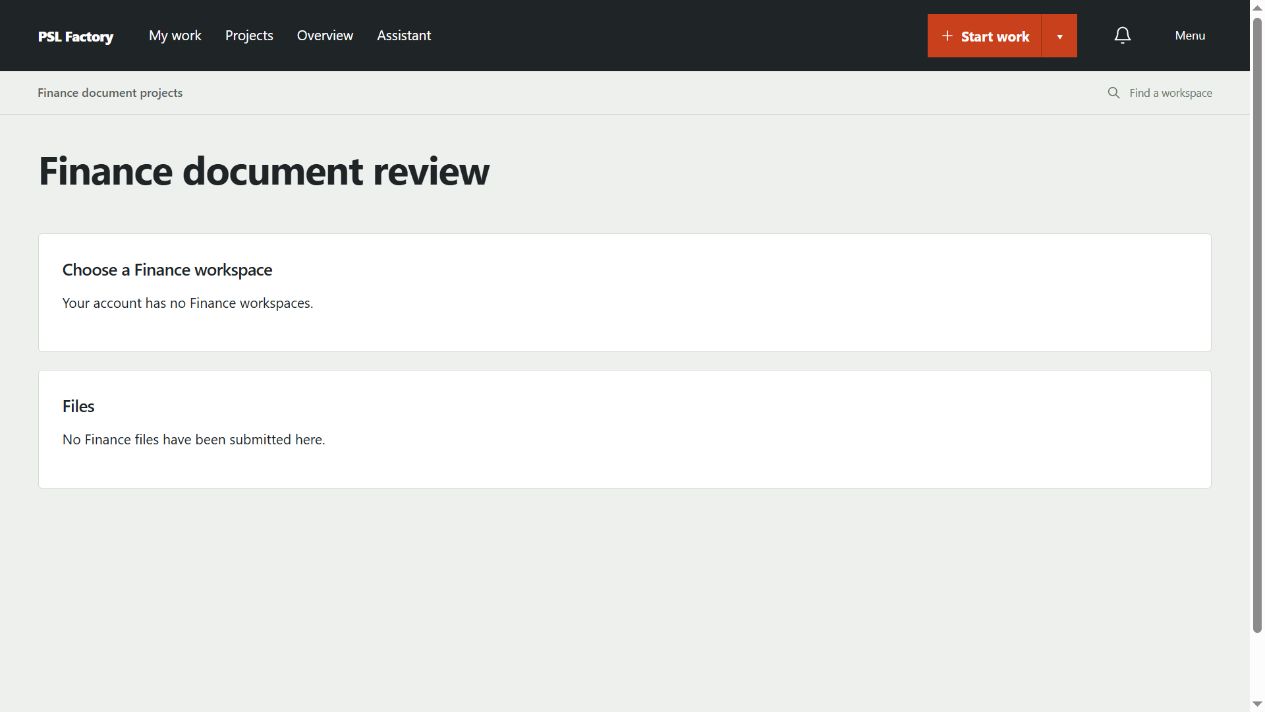 PSL Factory
My work
Projects
Overview
Assistant
+ Start work
Menu
Finance document projects
Find a workspace
Finance document review
Choose a Finance workspace
Your account has no Finance workspaces.
Files
No Finance files have been submitted here.